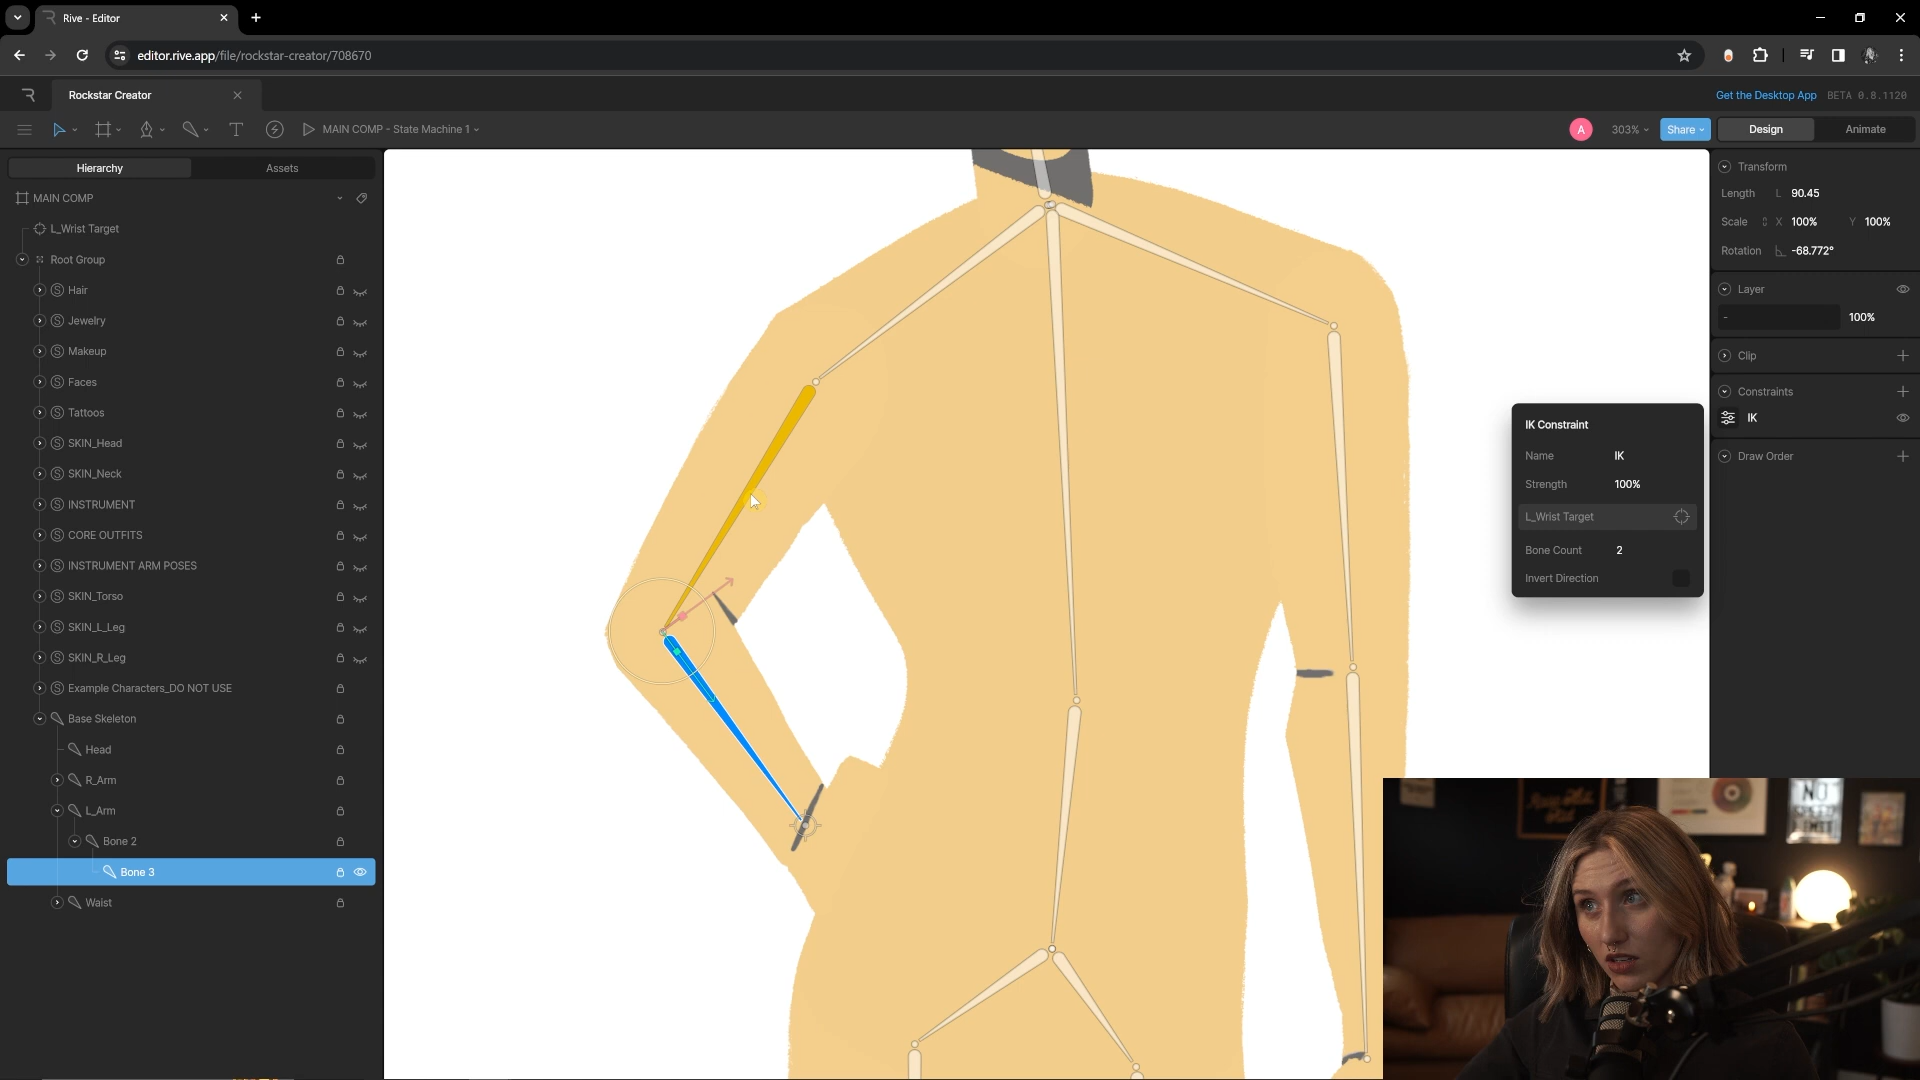 Rive - Editor
editor.rive.app/file/rockstar-creator/708670
Rockstar Creator
Get the Desktop App BETA 0.8.1120
MAIN COMP - State Machine 1
A 303% Share Design Animate
Hierarchy Assets
MAIN COMP
L_Wrist Target
Root Group
Hair
Jewelry
Makeup
Faces
Tattoos
SKIN_Head
SKIN_Neck
INSTRUMENT
CORE OUTFITS
INSTRUMENT ARM POSES
SKIN_Torso
SKIN_L_Leg
SKIN_R_Leg
Example Characters_DO NOT USE
Base Skeleton
Head
R_Arm
L_Arm
Bone 2
Bone 3
Waist
IK Constraint
Name IK
Strength 100%
L_Wrist Target
Bone Count 2
Invert Direction
Transform
Length L 90.45
Scale X 100% Y 100%
Rotation -68.772°
Layer
- 100%
Clip
Constraints
IK
Draw Order
NO